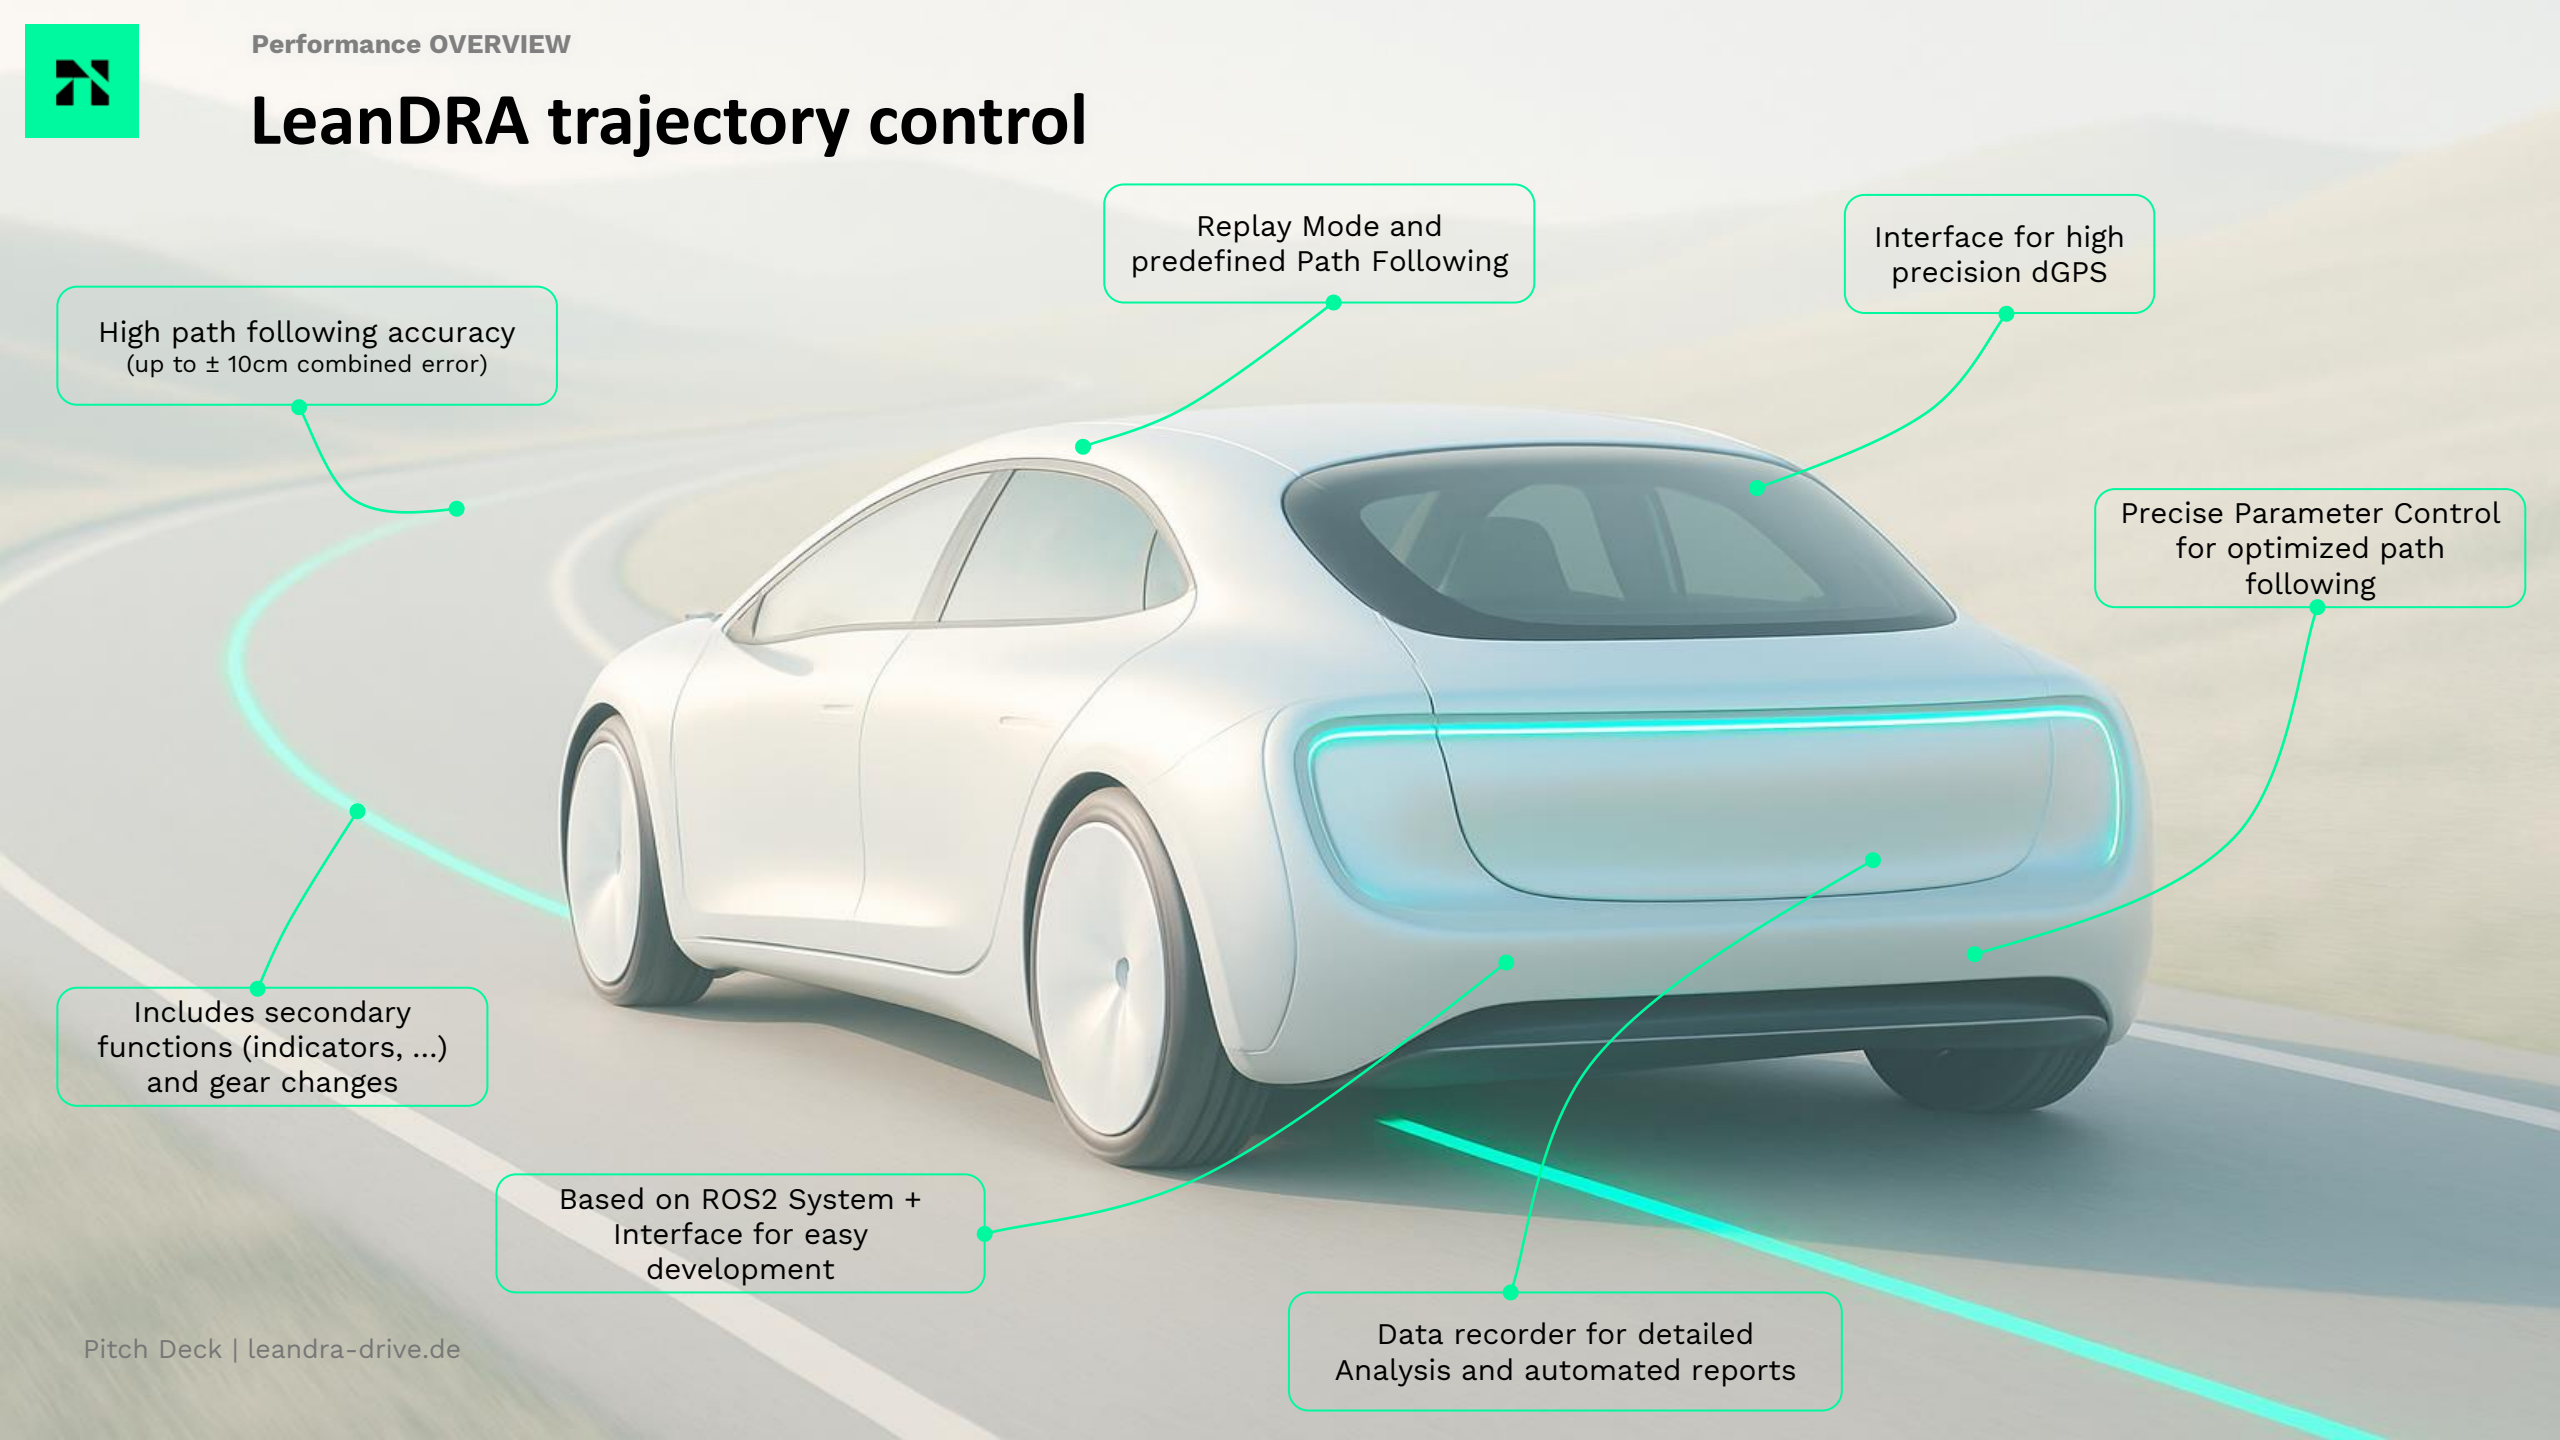 Performance OVERVIEW
LeanDRA trajectory control
Replay Mode and
predefined Path Following
Interface for high
precision dGPS
High path following accuracy
(up to ± 10cm combined error)
Precise Parameter Control
for optimized path
following
Includes secondary
functions (indicators, ...)
and gear changes
Based on ROS2 System +
Interface for easy
development
Data recorder for detailed
Analysis and automated reports
Pitch Deck | leandra-drive.de